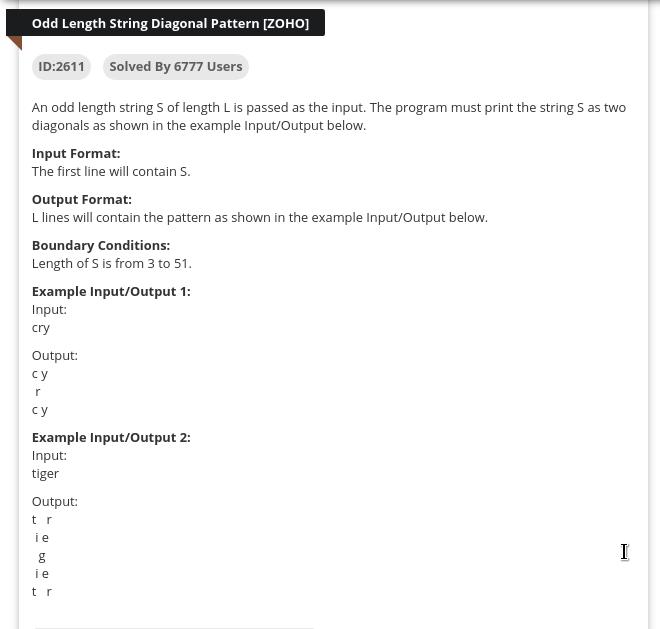 Odd Length String Diagonal Pattern [ZOHO]
ID:2611 Solved By 6777 Users
An odd length string S of length L is passed as the input. The program must print the string S as two
diagonals as shown in the example Input/Output below.
Input Format:
The first line will contain S.
Output Format:
L lines will contain the pattern as shown in the example Input/Output below.
Boundary Conditions:
Length of S is from 3 to 51.
Example Input/Output 1:
Input:
cry
Output:
c y
 r
c y
Example Input/Output 2:
Input:
tiger
Output:
t   r
 i e
  g
 i e
t   r